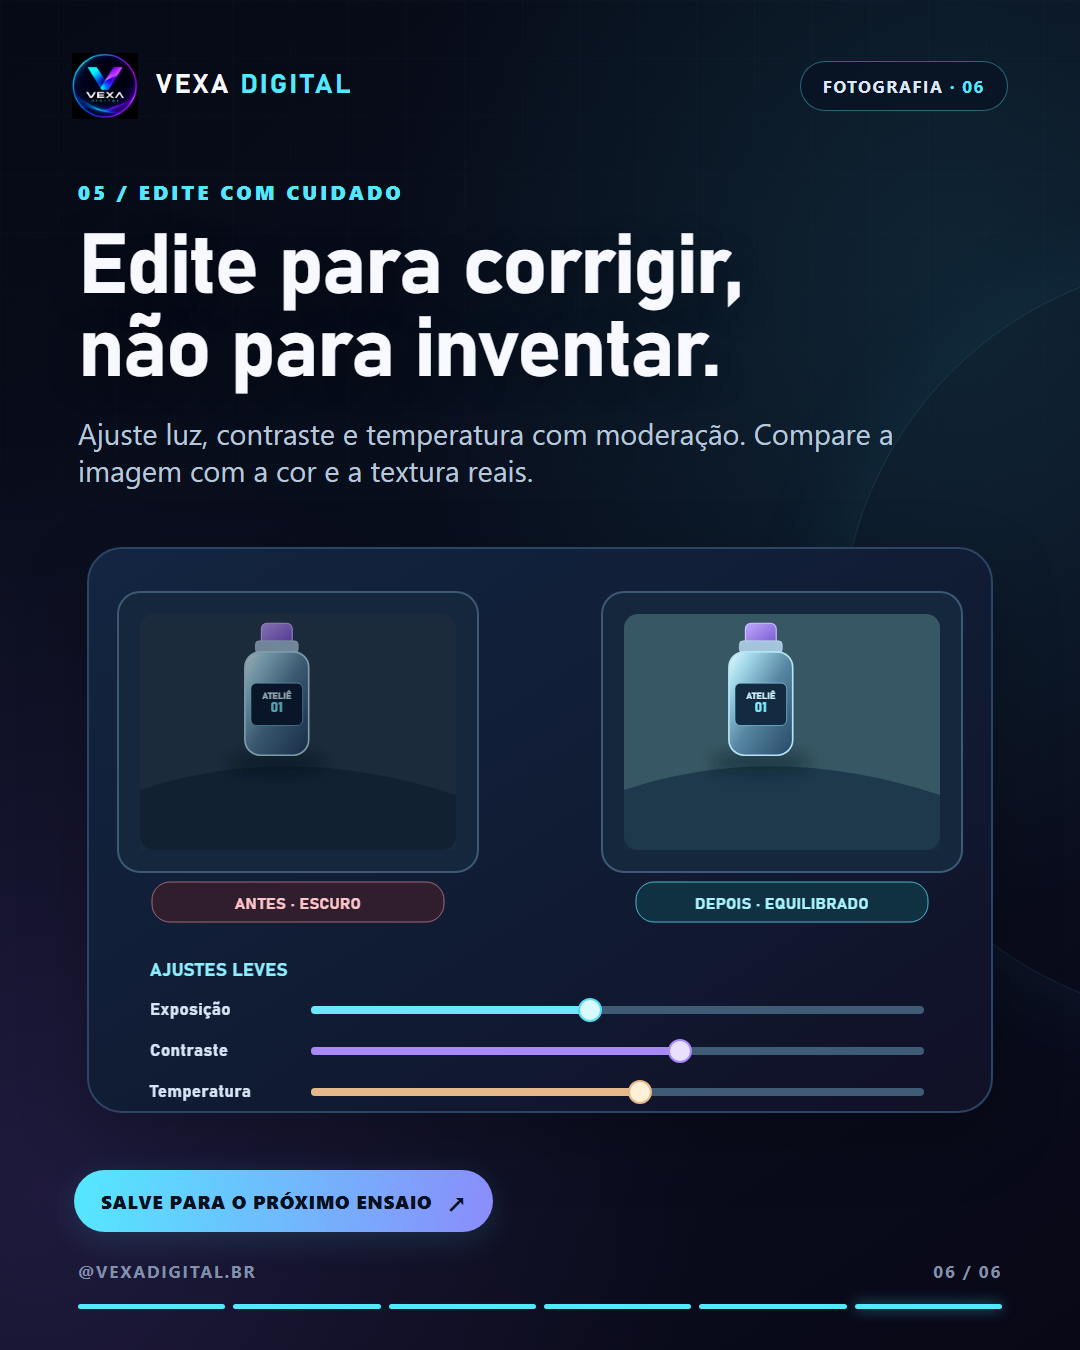 VEXA
DIGITAL
VEXA DIGITAL
FOTOGRAFIA · 06
05 / EDITE COM CUIDADO
Edite para corrigir,
não para inventar.
Ajuste luz, contraste e temperatura com moderação. Compare a
imagem com a cor e a textura reais.
ATELIÊ
01
ATELIÊ
01
ANTES · ESCURO
DEPOIS · EQUILIBRADO
AJUSTES LEVES
Exposição
Contraste
Temperatura
SALVE PARA O PRÓXIMO ENSAIO ↗
@VEXADIGITAL.BR
06 / 06